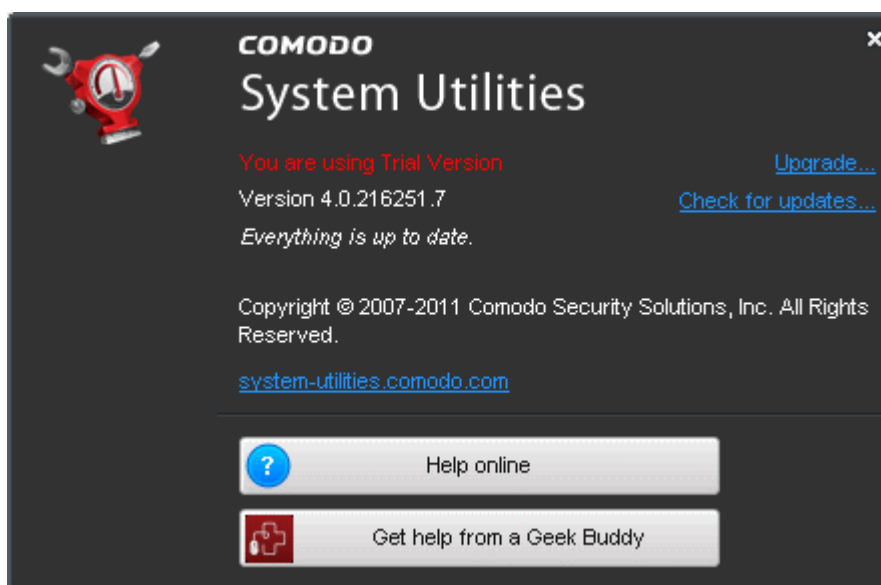 COMODO
System Utilities
You are using Trial Version
Upgrade...
Version 4.0.216251.7
Check for updates...
Everything is up to date.
Copyright © 2007-2011 Comodo Security Solutions, Inc. All Rights
Reserved.
system-utilities.comodo.com
Help online
Get help from a Geek Buddy